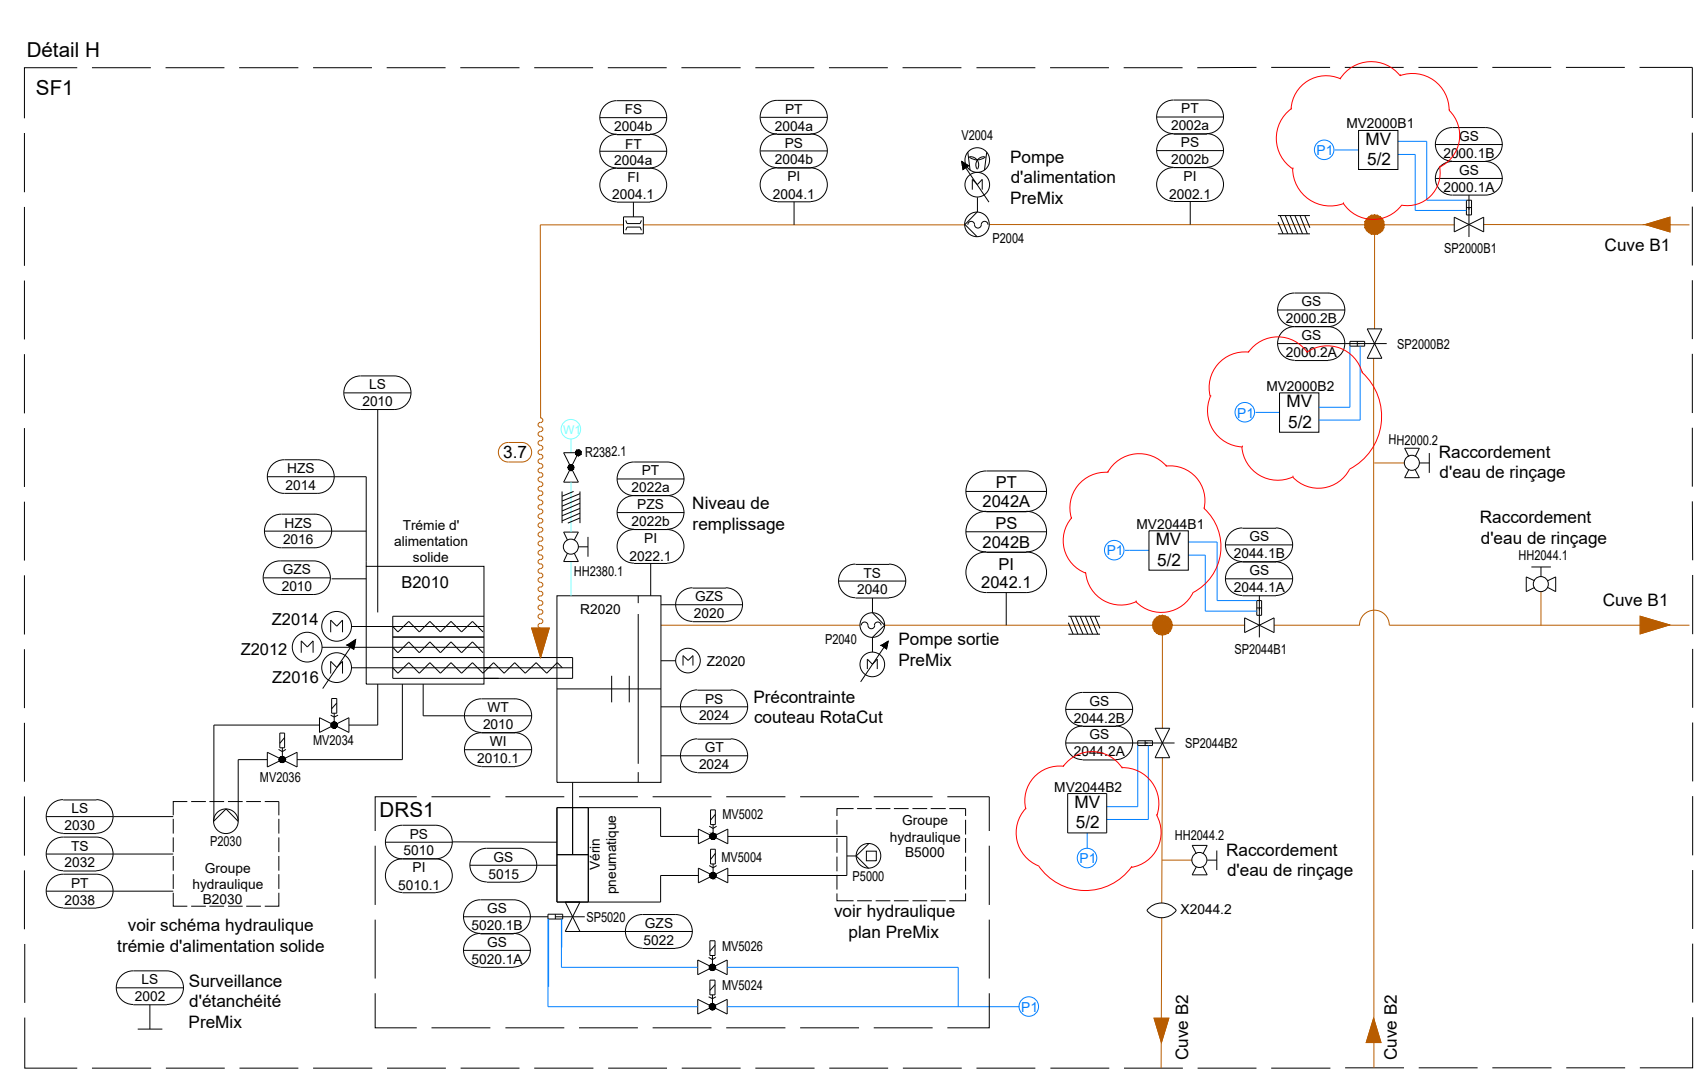 Détail H
SF1
FS
2004b
FT
2004a
FI
2004.1
PT
2004a
PS
2004b
PI
2004.1
V2004
M
Pompe
d'alimentation
PreMix
P2004
PT
2002a
PS
2002b
PI
2002.1
MV2000B1
P1
MV
5/2
GS
2000.1B
GS
2000.1A
SP2000B1
Cuve B1
GS
2000.2B
GS
2000.2A
SP2000B2
MV2000B2
P1
MV
5/2
HH2000.2
Raccordement
d'eau de rinçage
LS
2010
3.7
W1
R2382.1
HH2380.1
PT
2022a
PZS
2022b
PI
2022.1
Niveau de
remplissage
HZS
2014
HZS
2016
GZS
2010
Trémie d'
alimentation
solide
B2010
Z2014
M
Z2012
M
Z2016
M
R2020
GZS
2020
M
Z2020
PS
2024
Précontrainte
couteau RotaCut
GT
2024
TS
2040
P2040
M
Pompe sortie
PreMix
PT
2042A
PS
2042B
PI
2042.1
MV2044B1
P1
MV
5/2
GS
2044.1B
GS
2044.1A
SP2044B1
Raccordement
d'eau de rinçage
HH2044.1
Cuve B1
GS
2044.2B
GS
2044.2A
SP2044B2
MV2044B2
MV
5/2
P1
HH2044.2
Raccordement
d'eau de rinçage
X2044.2
Cuve B2
Cuve B2
MV2034
MV2036
WT
2010
WI
2010.1
LS
2030
TS
2032
PT
2038
P2030
Groupe
hydraulique
B2030
voir schéma hydraulique
trémie d'alimentation solide
LS
2002
Surveillance
d'étanchéité
PreMix
DRS1
PS
5010
PI
5010.1
GS
5015
Vérin
pneumatique
MV5002
MV5004
Groupe
hydraulique
B5000
P5000
voir hydraulique
plan PreMix
GS
5020.1B
GS
5020.1A
SP5020
GZS
5022
MV5026
MV5024
P1